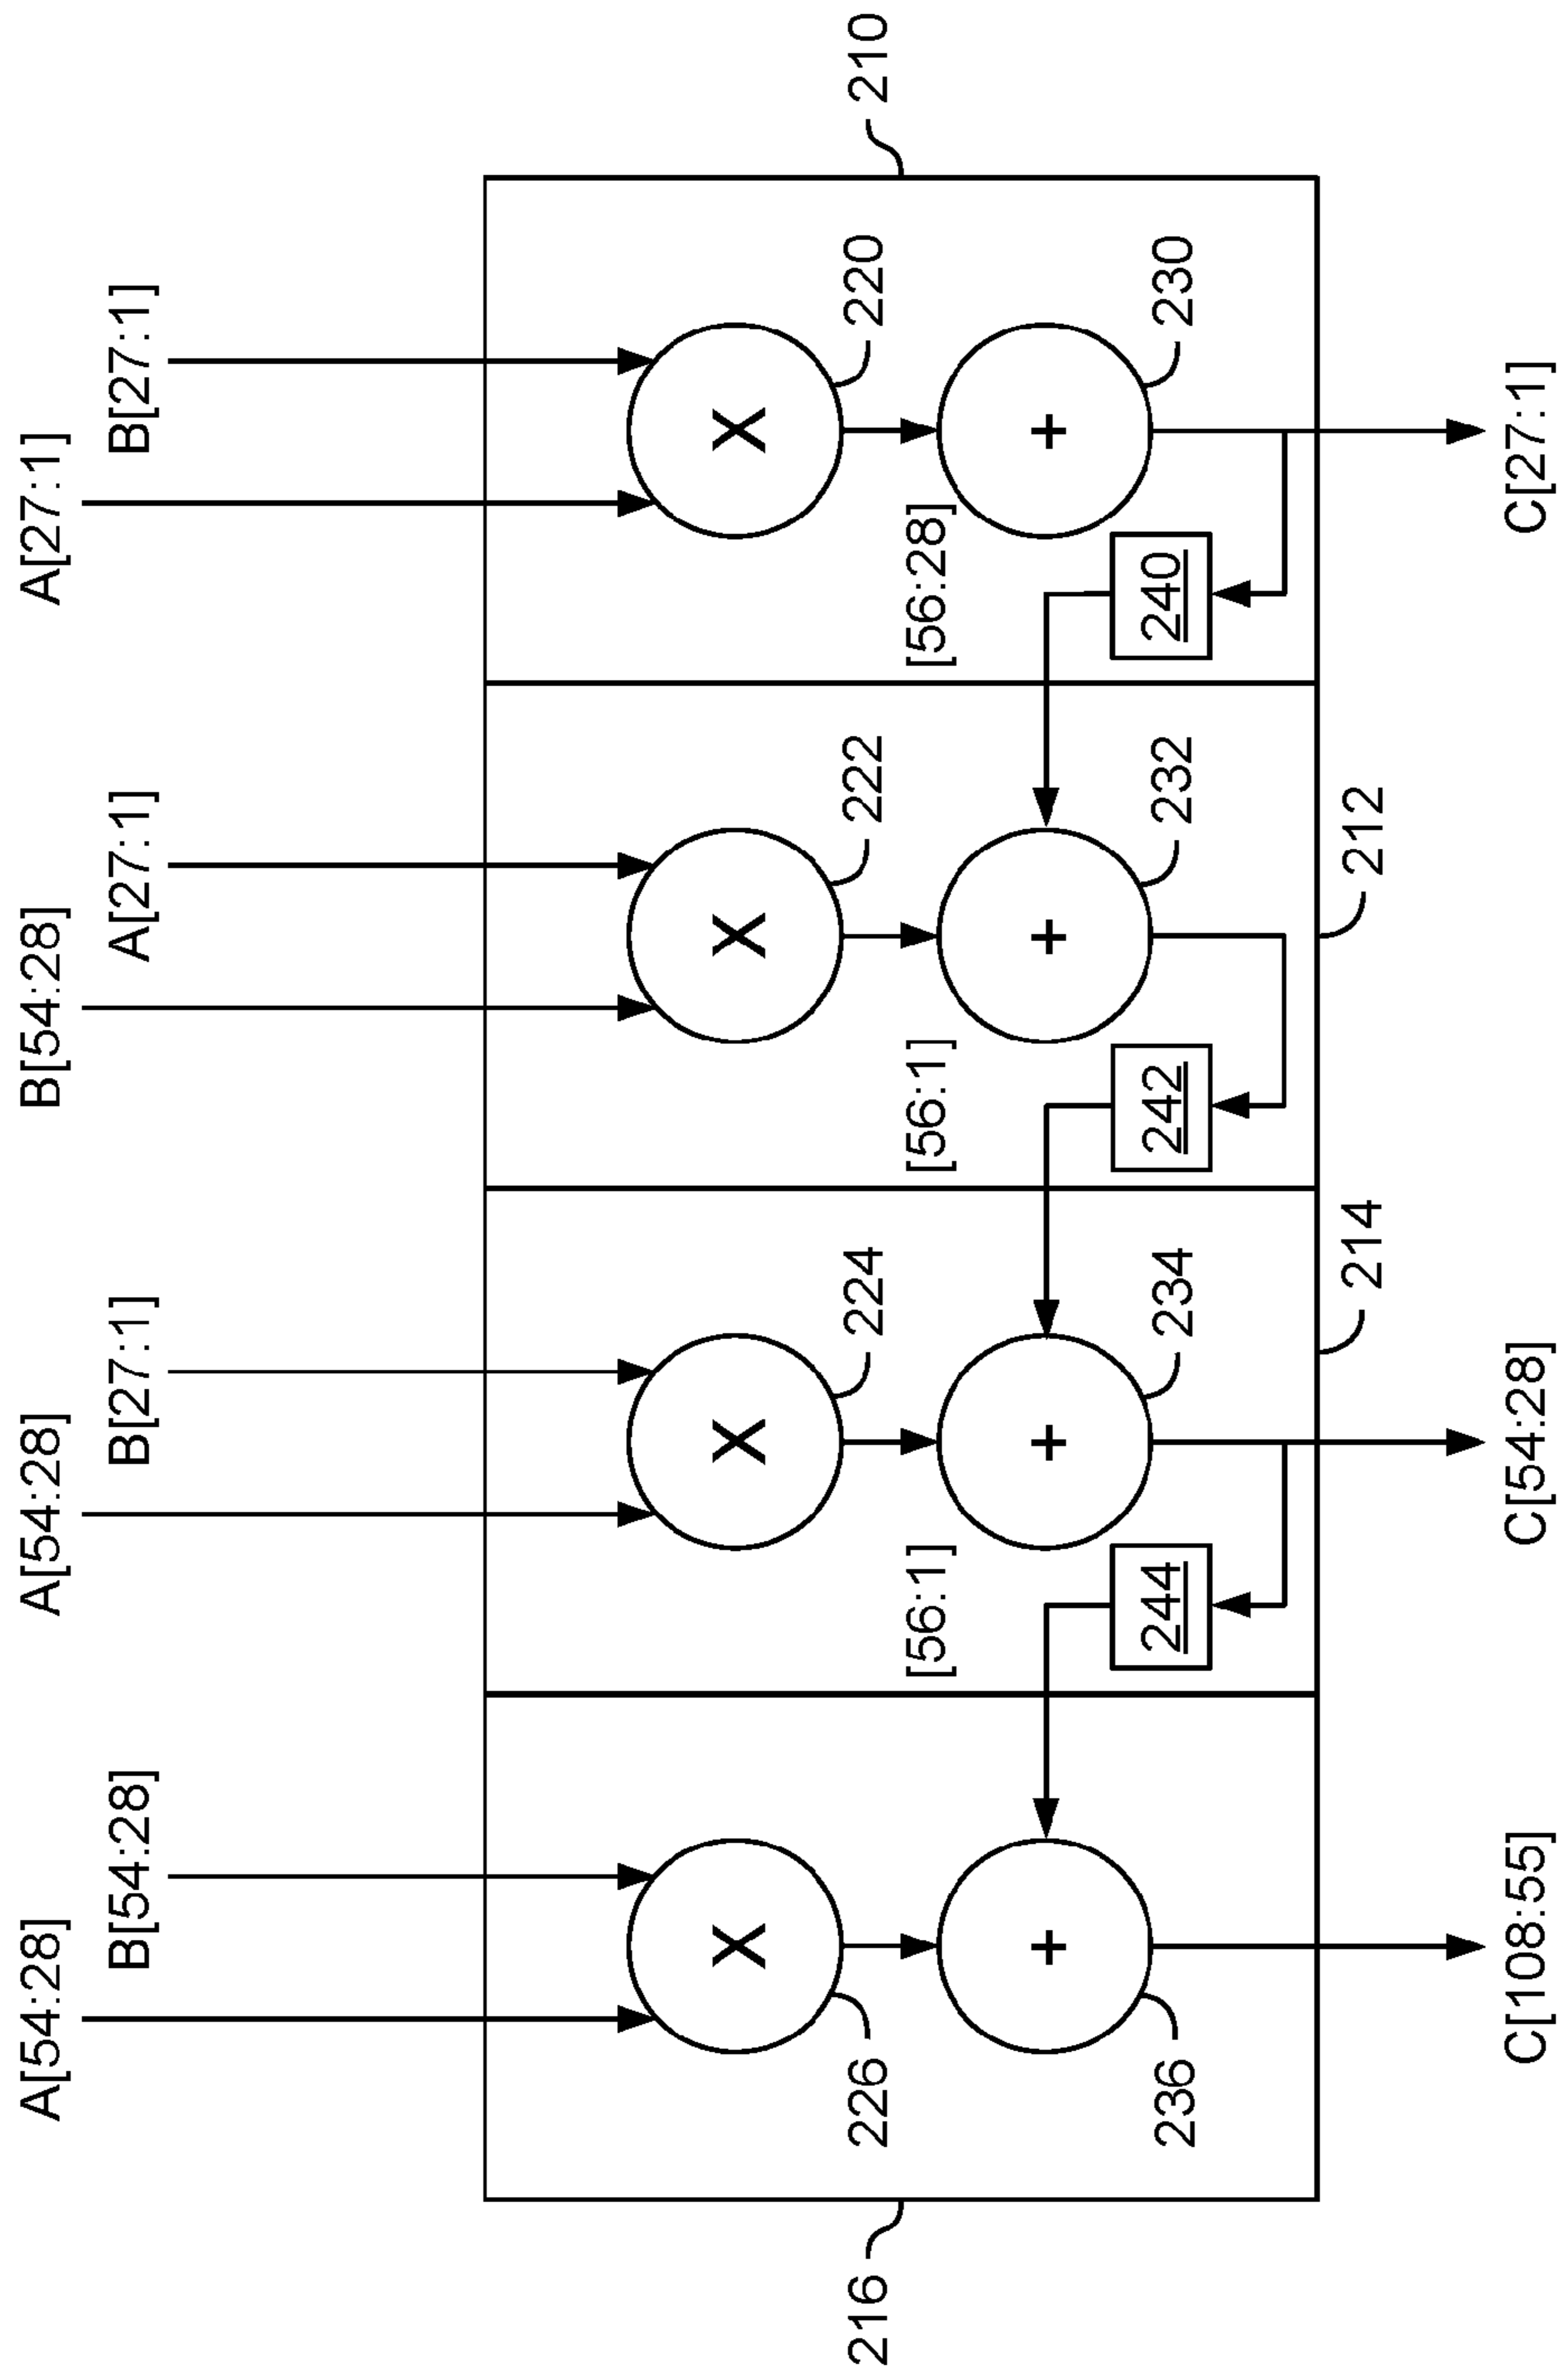 A[54:28]
A[54:28]
B[54:28]
A[27:1]
B[54:28]
B[27:1]
A[27:1]
B[27:1]
X
X
X
X
216
226
224
222
220
210
[56:1]
[56:1]
[56:28]
+
+
+
+
236
244
234
242
232
240
230
214
212
C[108:55]
C[54:28]
C[27:1]